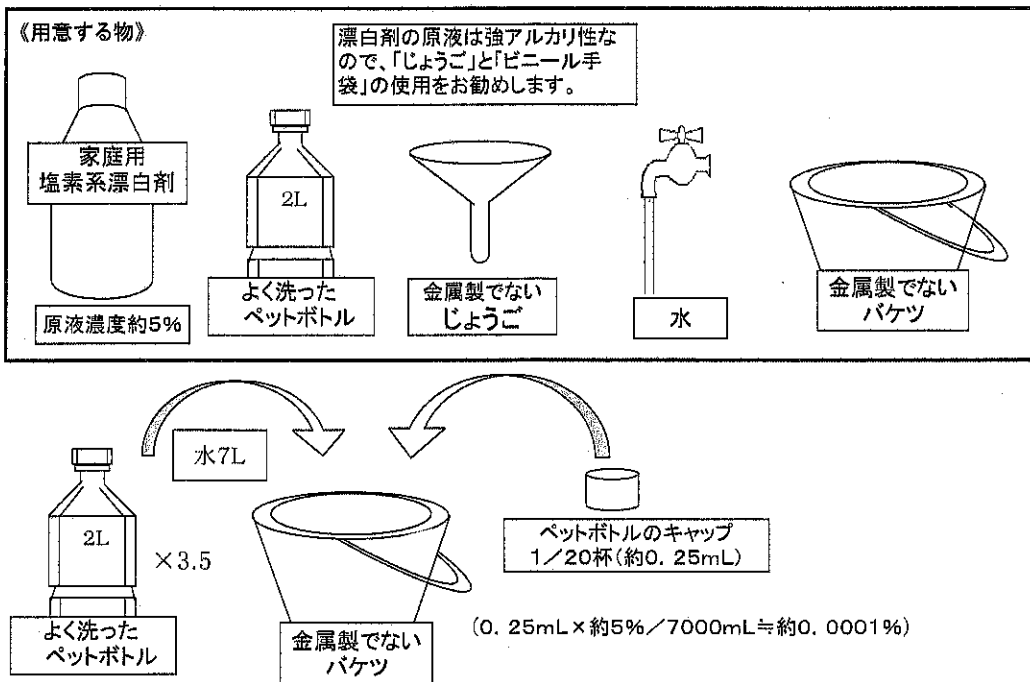 《用意する物》
漂白剤の原液は強アルカリ性な
ので、「じょうご」と「ビニール手
袋」の使用をお勧めします。
家庭用
塩素系漂白剤
原液濃度約5%
2L
よく洗った
ペットボトル
金属製でない
じょうご
水
金属製でない
バケツ
水7L
2L
×3.5
よく洗った
ペットボトル
金属製でない
バケツ
ペットボトルのキャップ
1/20杯(約0.25mL)
(0.25mL×約5%/7000mL≒約0.0001%)